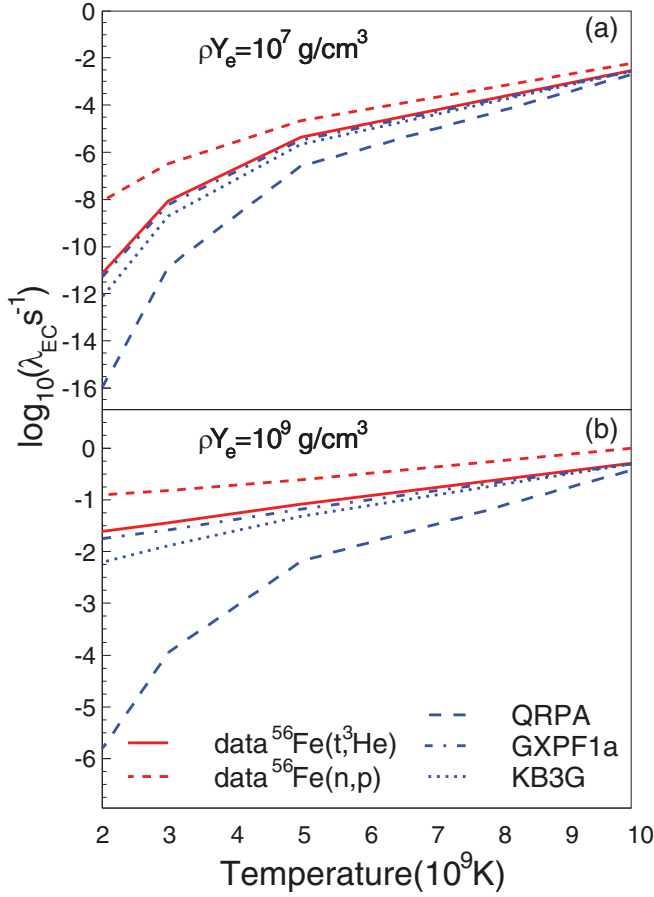 ρYₑ=10⁷ g/cm³
(a)
0
-2
-4
-6
-8
-10
-12
-14
-16
log₁₀(λ_EC s⁻¹)
ρYₑ=10⁹ g/cm³
(b)
0
-1
-2
-3
-4
-5
-6
data ⁵⁶Fe(t,³He)
data ⁵⁶Fe(n,p)
QRPA
GXPF1a
KB3G
2 3 4 5 6 7 8 9 10
Temperature(10⁹K)